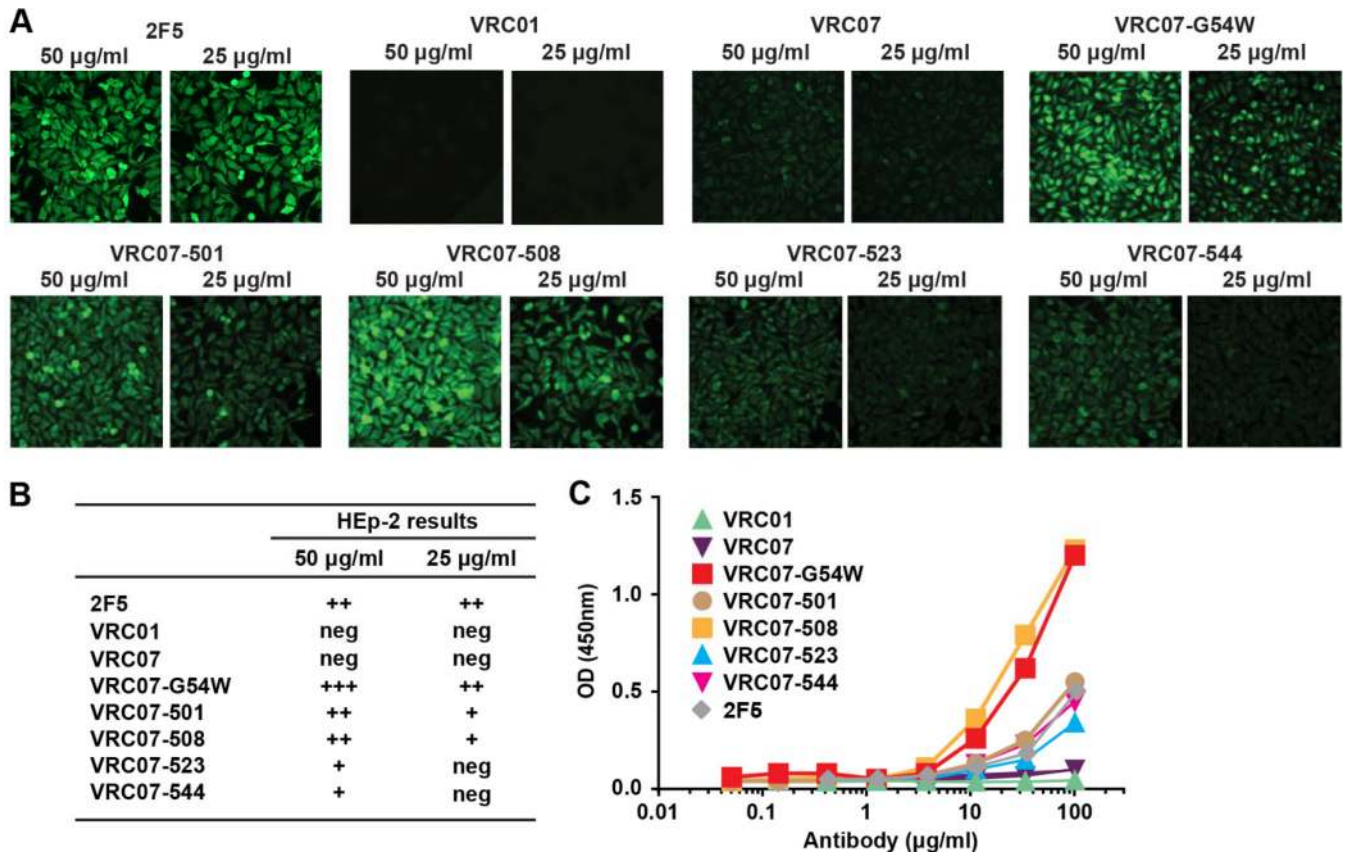 A
2F5
50 µg/ml 25 µg/ml
VRC01
50 µg/ml 25 µg/ml
VRC07
50 µg/ml 25 µg/ml
VRC07-G54W
50 µg/ml 25 µg/ml
VRC07-501
50 µg/ml 25 µg/ml
VRC07-508
50 µg/ml 25 µg/ml
VRC07-523
50 µg/ml 25 µg/ml
VRC07-544
50 µg/ml 25 µg/ml
B
HEp-2 results
50 µg/ml 25 µg/ml
2F5 ++ ++
VRC01 neg neg
VRC07 neg neg
VRC07-G54W +++ ++
VRC07-501 ++ +
VRC07-508 ++ +
VRC07-523 + neg
VRC07-544 + neg
C
1.5
1.0
0.5
0.0
OD (450nm)
VRC01
VRC07
VRC07-G54W
VRC07-501
VRC07-508
VRC07-523
VRC07-544
2F5
0.01 0.1 1 10 100
Antibody (µg/ml)